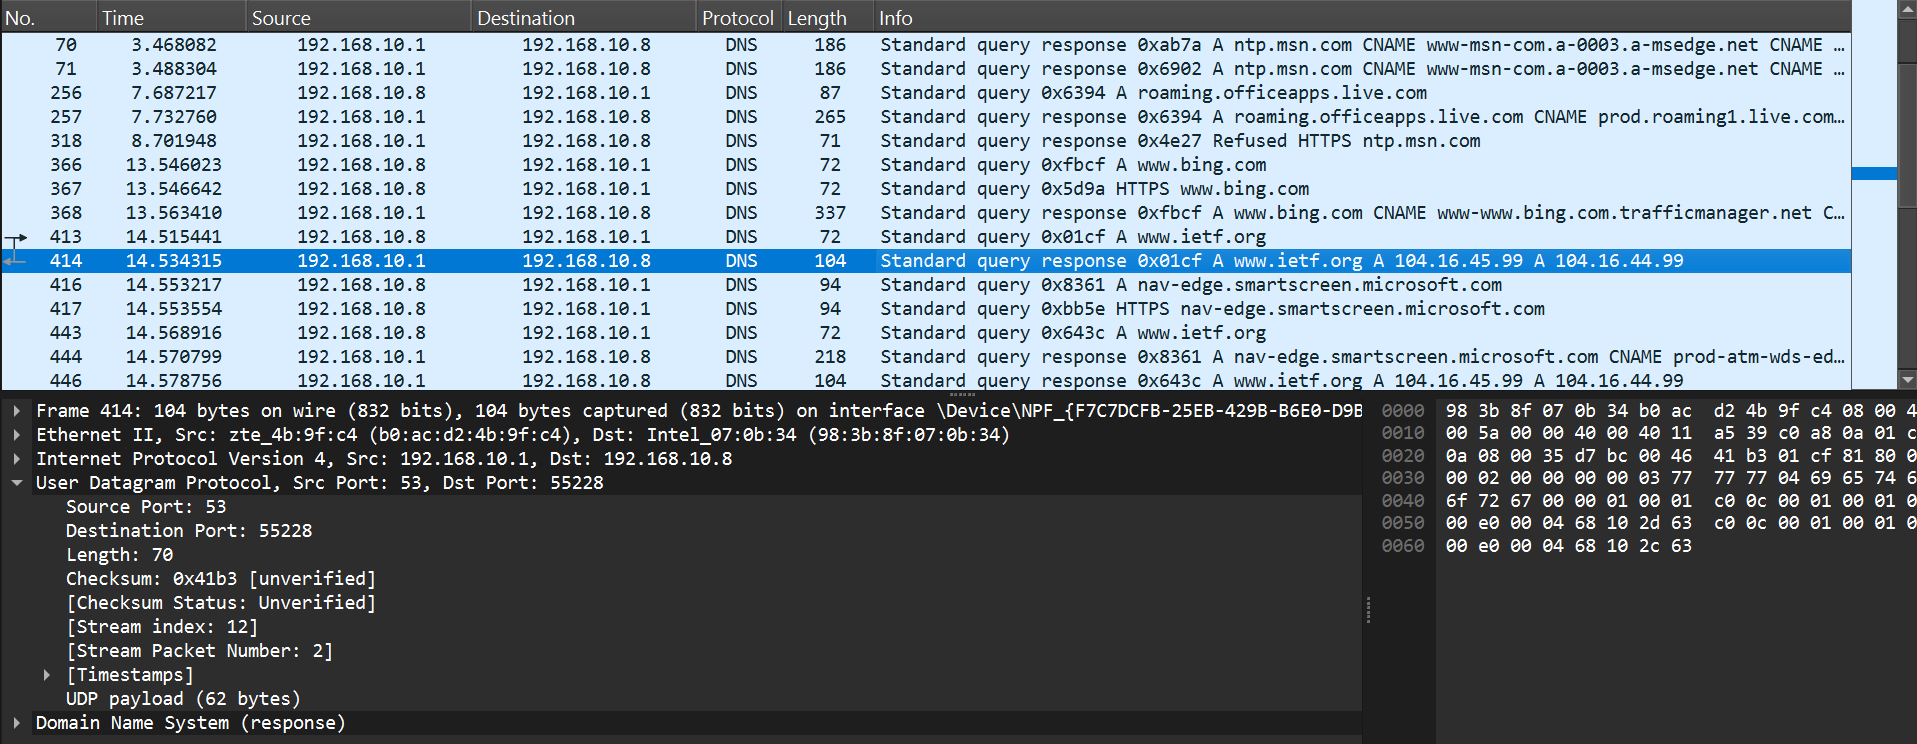 No. Time Source Destination Protocol Length Info
70 3.468082 192.168.10.1 192.168.10.8 DNS 186 Standard query response 0xab7a A ntp.msn.com CNAME www-msn-com.a-0003.a-msedge.net CNAME …
71 3.488304 192.168.10.1 192.168.10.8 DNS 186 Standard query response 0x6902 A ntp.msn.com CNAME www-msn-com.a-0003.a-msedge.net CNAME …
256 7.687217 192.168.10.8 192.168.10.1 DNS 87 Standard query 0x6394 A roaming.officeapps.live.com
257 7.732760 192.168.10.1 192.168.10.8 DNS 265 Standard query response 0x6394 A roaming.officeapps.live.com CNAME prod.roaming1.live.com…
318 8.701948 192.168.10.1 192.168.10.8 DNS 71 Standard query response 0x4e27 Refused HTTPS ntp.msn.com
366 13.546023 192.168.10.8 192.168.10.1 DNS 72 Standard query 0xfbcf A www.bing.com
367 13.546642 192.168.10.8 192.168.10.1 DNS 72 Standard query 0x5d9a HTTPS www.bing.com
368 13.563410 192.168.10.1 192.168.10.8 DNS 337 Standard query response 0xfbcf A www.bing.com CNAME www-www.bing.com.trafficmanager.net C…
413 14.515441 192.168.10.8 192.168.10.1 DNS 72 Standard query 0x01cf A www.ietf.org
414 14.534315 192.168.10.1 192.168.10.8 DNS 104 Standard query response 0x01cf A www.ietf.org A 104.16.45.99 A 104.16.44.99
416 14.553217 192.168.10.8 192.168.10.1 DNS 94 Standard query 0x8361 A nav-edge.smartscreen.microsoft.com
417 14.553554 192.168.10.8 192.168.10.1 DNS 94 Standard query 0xbb5e HTTPS nav-edge.smartscreen.microsoft.com
443 14.568916 192.168.10.8 192.168.10.1 DNS 72 Standard query 0x643c A www.ietf.org
444 14.570799 192.168.10.1 192.168.10.8 DNS 218 Standard query response 0x8361 A nav-edge.smartscreen.microsoft.com CNAME prod-atm-wds-ed…
446 14.578756 192.168.10.1 192.168.10.8 DNS 104 Standard query response 0x643c A www.ietf.org A 104.16.45.99 A 104.16.44.99
Frame 414: 104 bytes on wire (832 bits), 104 bytes captured (832 bits) on interface \Device\NPF_{F7C7DCFB-25EB-429B-B6E0-D9B
Ethernet II, Src: zte_4b:9f:c4 (b0:ac:d2:4b:9f:c4), Dst: Intel_07:0b:34 (98:3b:8f:07:0b:34)
Internet Protocol Version 4, Src: 192.168.10.1, Dst: 192.168.10.8
User Datagram Protocol, Src Port: 53, Dst Port: 55228
Source Port: 53
Destination Port: 55228
Length: 70
Checksum: 0x41b3 [unverified]
[Checksum Status: Unverified]
[Stream index: 12]
[Stream Packet Number: 2]
[Timestamps]
UDP payload (62 bytes)
Domain Name System (response)
0000 98 3b 8f 07 0b 34 b0 ac d2 4b 9f c4 08 00 4
0010 00 5a 00 00 40 00 40 11 a5 39 c0 a8 0a 01 c
0020 0a 08 00 35 d7 bc 00 46 41 b3 01 cf 81 80 0
0030 00 02 00 00 00 00 03 77 77 77 04 69 65 74 6
0040 6f 72 67 00 00 01 00 01 c0 0c 00 01 00 01 0
0050 00 e0 00 04 68 10 2d 63 c0 0c 00 01 00 01 0
0060 00 e0 00 04 68 10 2c 63